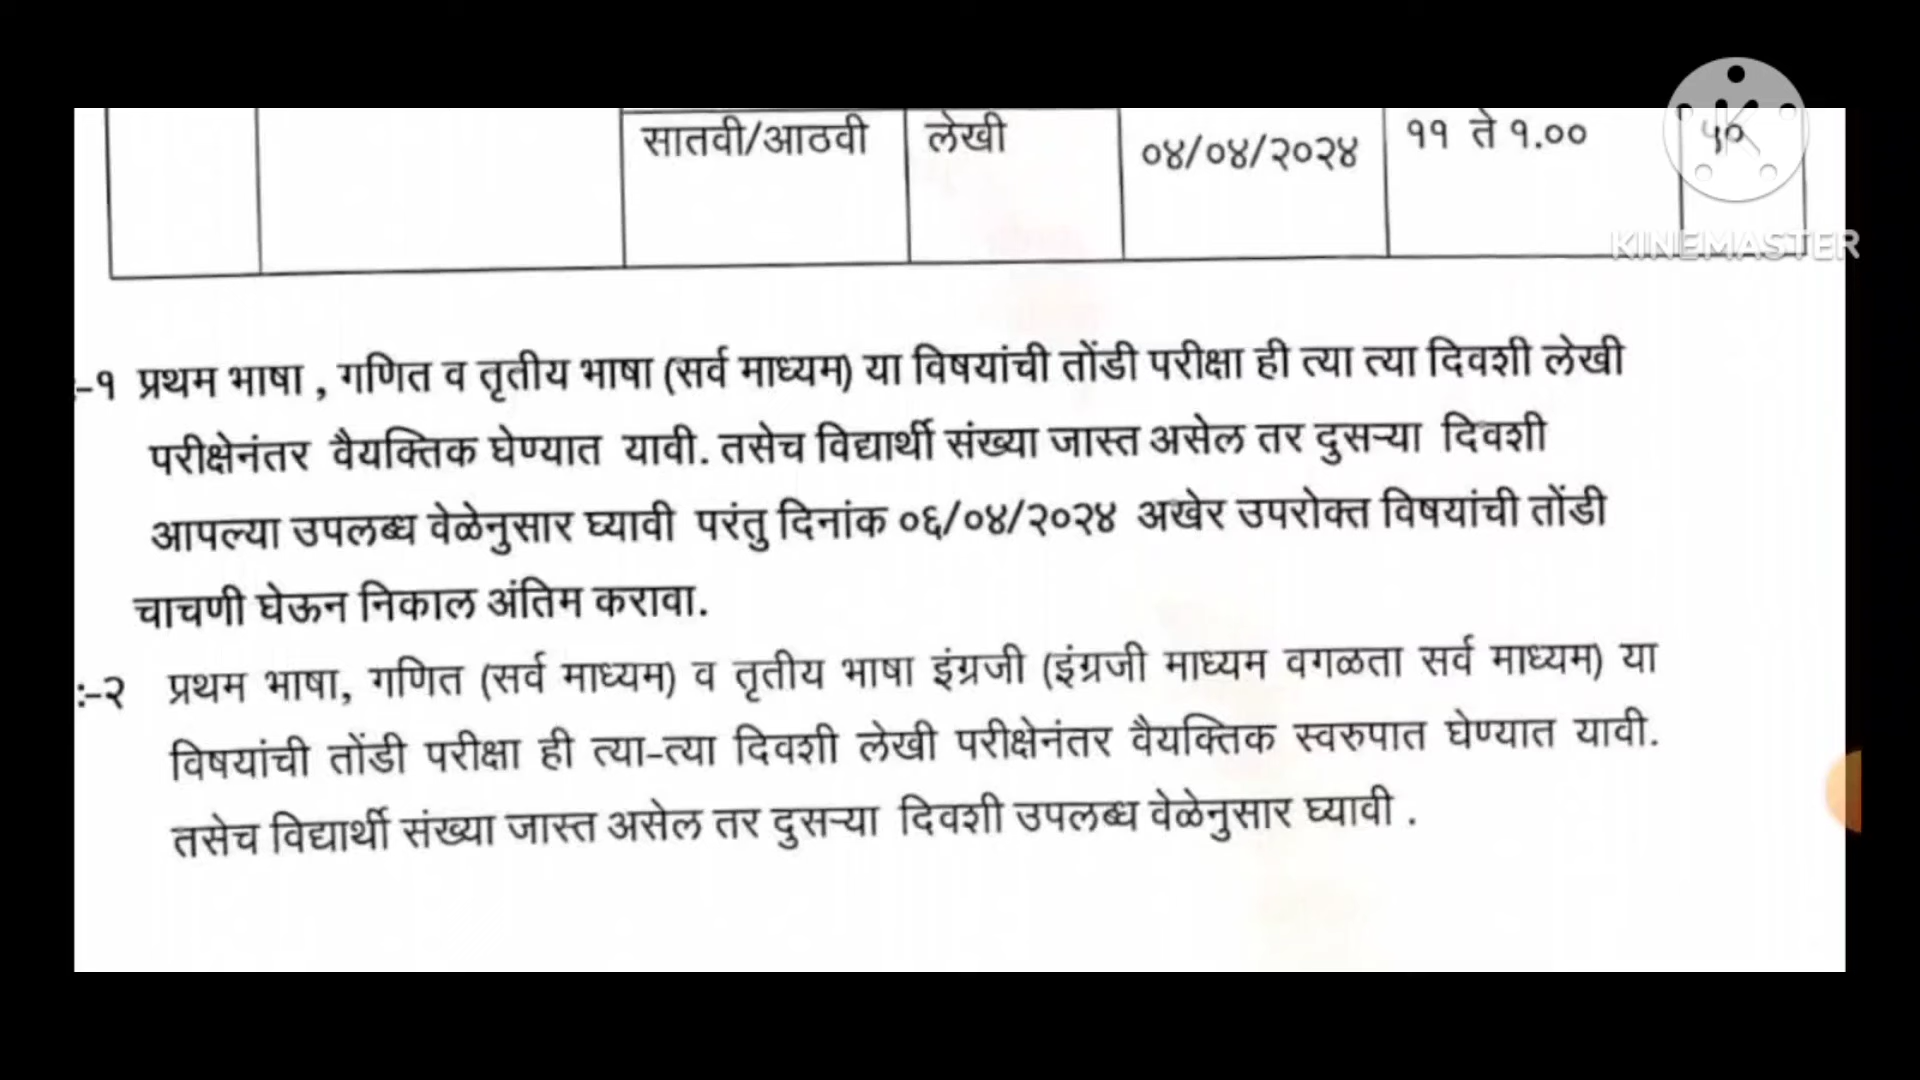 सातवी/आठवी लेखी ०४/०४/२०२४ ११ ते १.०० ५०
KINEMASTER
:-१ प्रथम भाषा , गणित व तृतीय भाषा (सर्व माध्यम) या विषयांची तोंडी परीक्षा ही त्या त्या दिवशी लेखी
परीक्षेनंतर वैयक्तिक घेण्यात यावी. तसेच विद्यार्थी संख्या जास्त असेल तर दुसऱ्या दिवशी
आपल्या उपलब्ध वेळेनुसार घ्यावी परंतु दिनांक ०६/०४/२०२४ अखेर उपरोक्त विषयांची तोंडी
चाचणी घेऊन निकाल अंतिम करावा.
:-२ प्रथम भाषा, गणित (सर्व माध्यम) व तृतीय भाषा इंग्रजी (इंग्रजी माध्यम वगळता सर्व माध्यम) या
विषयांची तोंडी परीक्षा ही त्या-त्या दिवशी लेखी परीक्षेनंतर वैयक्तिक स्वरुपात घेण्यात यावी.
तसेच विद्यार्थी संख्या जास्त असेल तर दुसऱ्या दिवशी उपलब्ध वेळेनुसार घ्यावी .